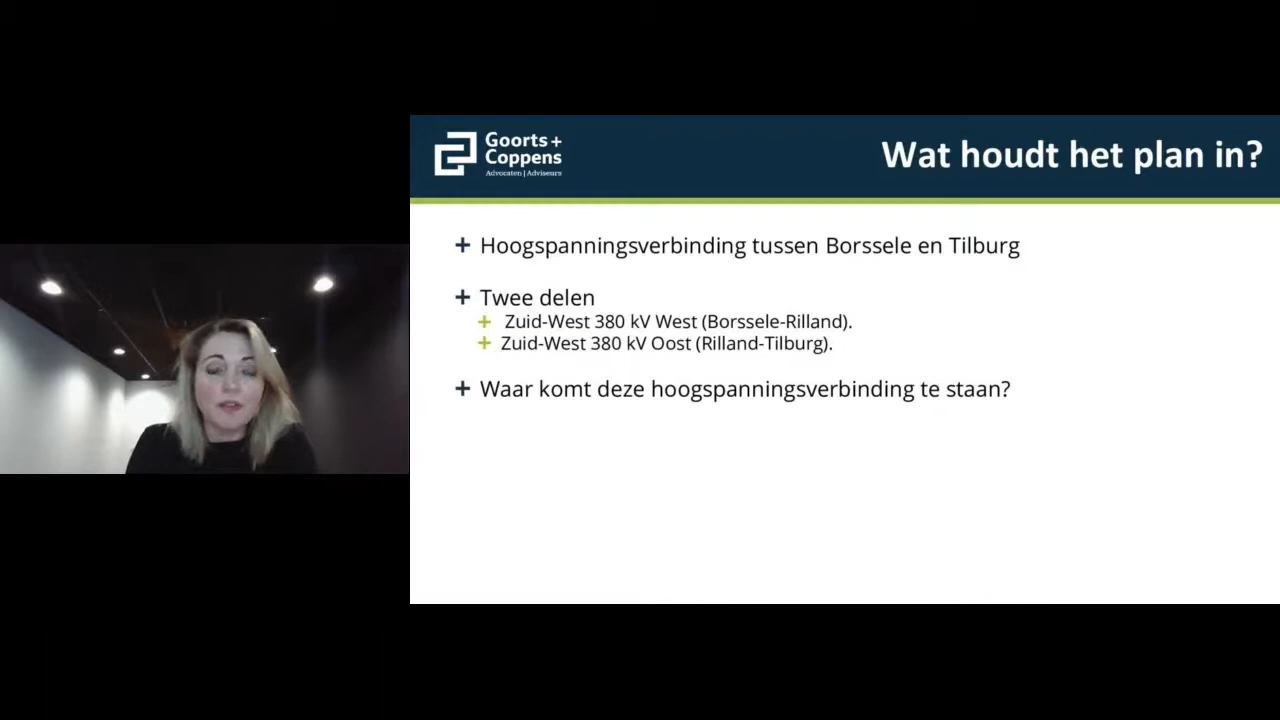 Goorts+
Coppens
Advocaten | Adviseurs
Wat houdt het plan in?
+ Hoogspanningsverbinding tussen Borssele en Tilburg
+ Twee delen
+ Zuid-West 380 kV West (Borssele-Rilland).
+ Zuid-West 380 kV Oost (Rilland-Tilburg).
+ Waar komt deze hoogspanningsverbinding te staan?